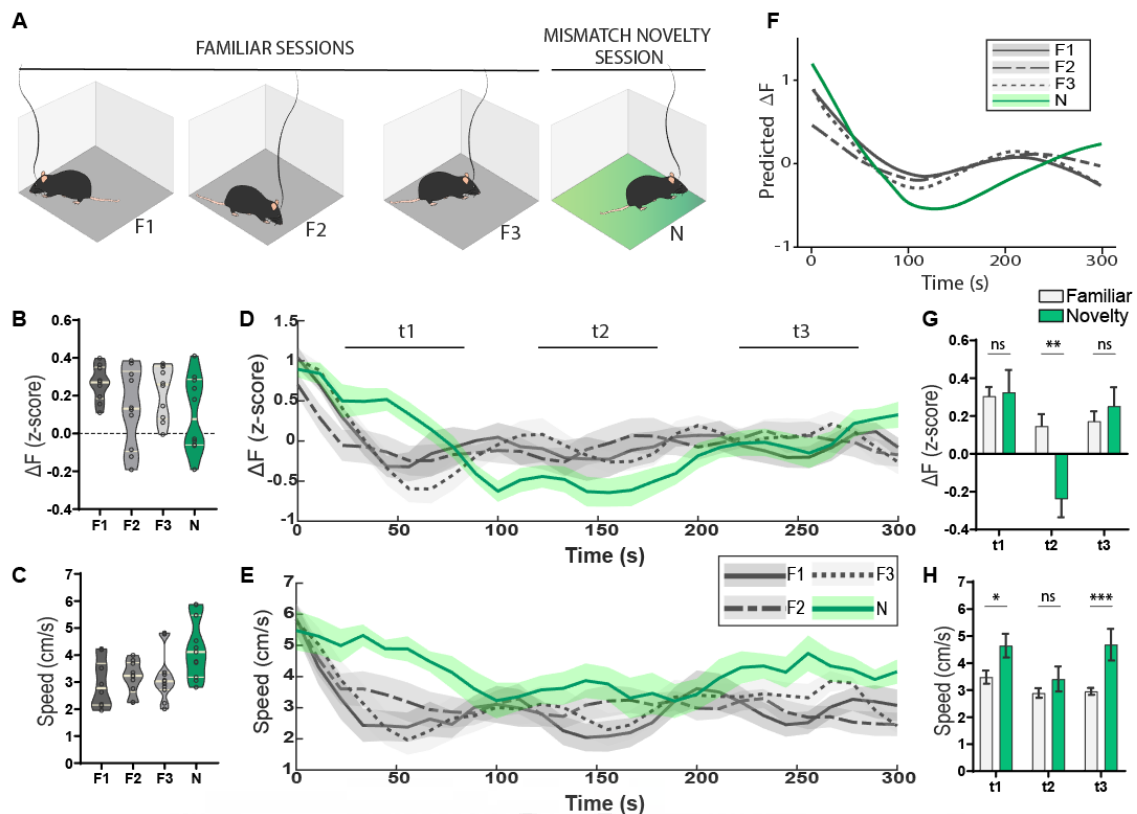 A
FAMILIAR SESSIONS
MISMATCH NOVELTY
SESSION
F1
F2
F3
N
F
Predicted ΔF
1
0
-1
0
100
200
300
Time (s)
F1
F2
F3
N
B
ΔF (z-score)
0.6
0.4
0.2
0.0
-0.2
-0.4
F1 F2 F3 N
D
ΔF (z-score)
1.5
1
0.5
0
-0.5
-1
t1
t2
t3
0 50 100 150 200 250 300
Time (s)
Familiar
Novelty
G
ΔF (z-score)
0.6
0.4
0.2
0.0
-0.2
-0.4
ns
**
ns
t1 t2 t3
C
Speed (cm/s)
7
6
5
4
3
2
1
0
F1 F2 F3 N
E
Speed (cm/s)
7
6
5
4
3
2
1
F1
F3
F2
N
0 50 100 150 200 250 300
Time (s)
H
Speed (cm/s)
7
6
5
4
3
2
1
0
*
ns
***
t1 t2 t3